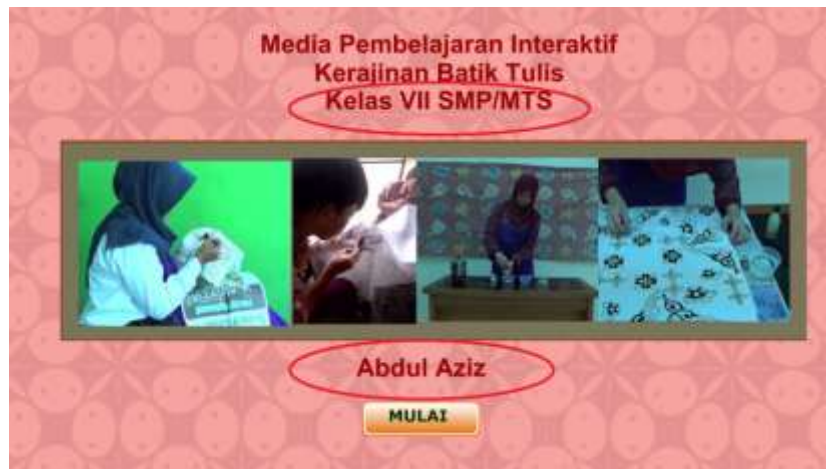 Media Pembelajaran Interaktif
Kerajinan Batik Tulis
Kelas VII SMP/MTS
Abdul Aziz
MULAI